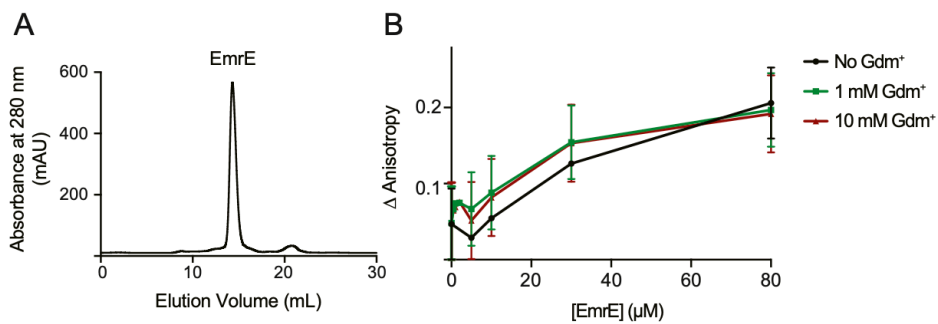 A
EmrE
Absorbance at 280 nm
(mAU)
600
400
200
0
10
20
30
Elution Volume (mL)
B
Δ Anisotropy
0.2
0.1
0
20
40
60
80
[EmrE] (µM)
No Gdm⁺
1 mM Gdm⁺
10 mM Gdm⁺